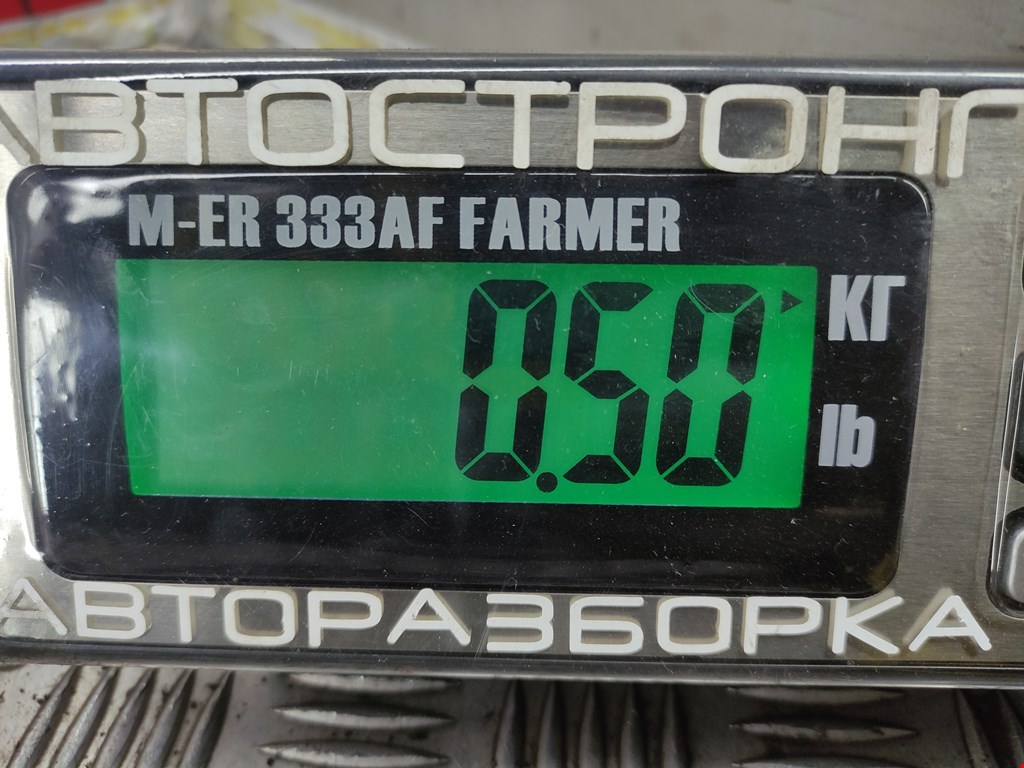 АВТОСТРОНГ
M-ER 333AF FARMER
0.50
КГ
lb
АВТОРАЗБОРКА